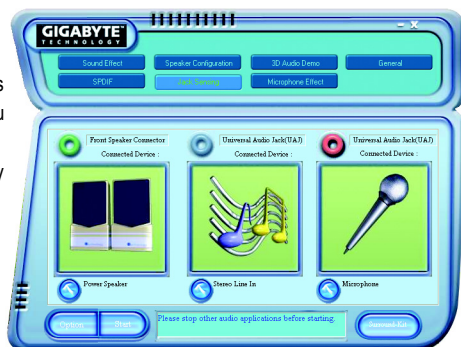 GIGABYTE™
TECHNOLOGY
Sound Effect
Speaker Configuration
3D Audio Demo
General
SPDIF
Jack Sensing
Microphone Effect
Front Speaker Connector
Universal Audio Jack(UAJ)
Universal Audio Jack(UAJ)
Connected Device :
Connected Device :
Connected Device :
Power Speaker
Stereo Line In
Microphone
Option
Start
Please stop other audio applications before starting.
Surround-Kit